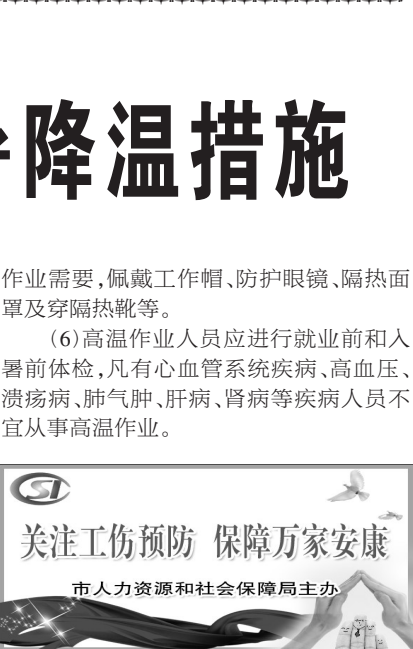 降温措施
作业需要,佩戴工作帽、防护眼镜、隔热面
罩及穿隔热靴等。
(6)高温作业人员应进行就业前和入
暑前体检,凡有心血管系统疾病、高血压、
溃疡病、肺气肿、肝病、肾病等疾病人员不
宜从事高温作业。
CSI
关注工伤预防 保障万家安康
市人力资源和社会保障局主办